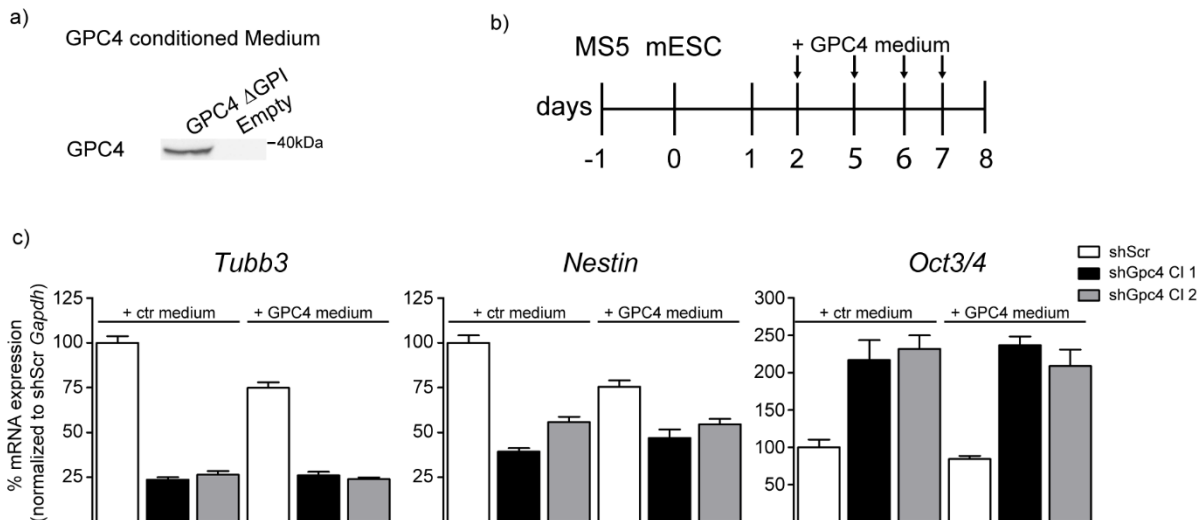 a)
GPC4 conditioned Medium
GPC4 ΔGPI
Empty
GPC4
–40kDa
b)
MS5 mESC
+ GPC4 medium
days
-1 0 1 2 5 6 7 8
c)
Tubb3
Nestin
Oct3/4
shScr
shGpc4 Cl 1
shGpc4 Cl 2
% mRNA expression
(normalized to shScr Gapdh)
+ ctr medium
+ GPC4 medium
125
100
75
50
25
+ ctr medium
+ GPC4 medium
125
100
75
50
25
+ ctr medium
+ GPC4 medium
300
250
200
150
100
50